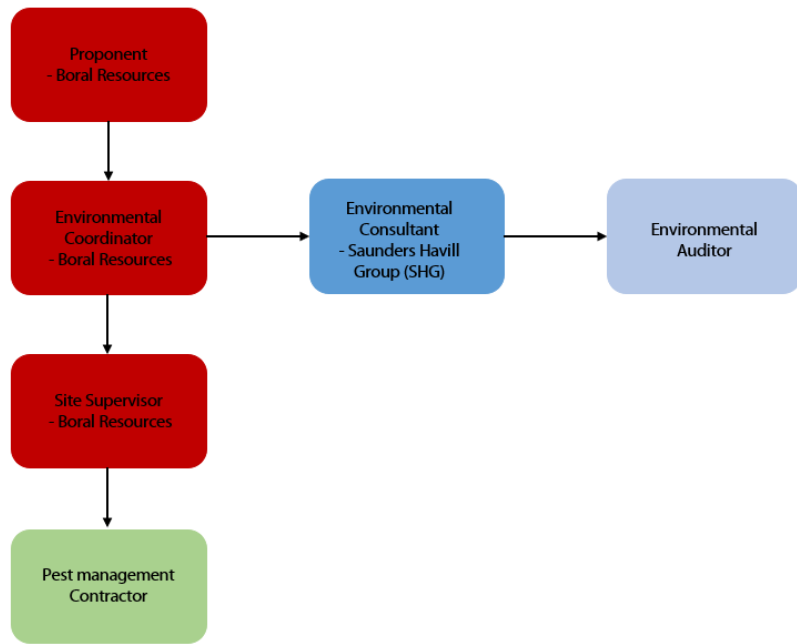 Proponent
- Boral Resources
Environmental
Coordinator
- Boral Resources
Environmental
Consultant
- Saunders Havill
Group (SHG)
Environmental
Auditor
Site Supervisor
- Boral Resources
Pest management
Contractor